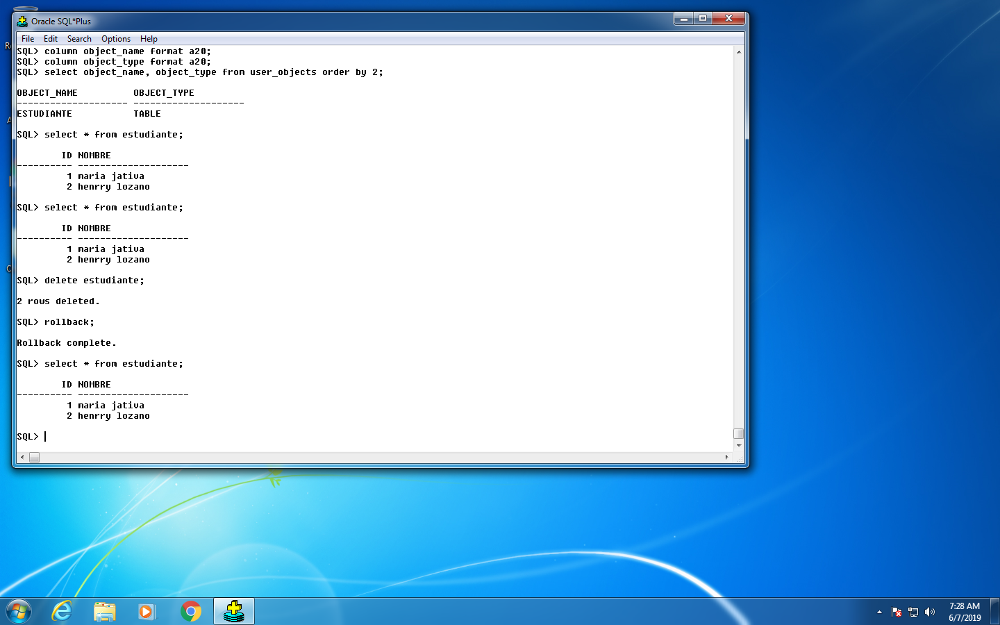 Oracle SQL*Plus
File Edit Search Options Help
SQL> column object_name format a20;
SQL> column object_type format a20;
SQL> select object_name, object_type from user_objects order by 2;
OBJECT_NAME          OBJECT_TYPE
-------------------- --------------------
ESTUDIANTE           TABLE
SQL> select * from estudiante;
        ID NOMBRE
---------- --------------------
         1 maria jativa
         2 henrry lozano
SQL> select * from estudiante;
        ID NOMBRE
---------- --------------------
         1 maria jativa
         2 henrry lozano
SQL> delete estudiante;
2 rows deleted.
SQL> rollback;
Rollback complete.
SQL> select * from estudiante;
        ID NOMBRE
---------- --------------------
         1 maria jativa
         2 henrry lozano
SQL>
7:28 AM
6/7/2019